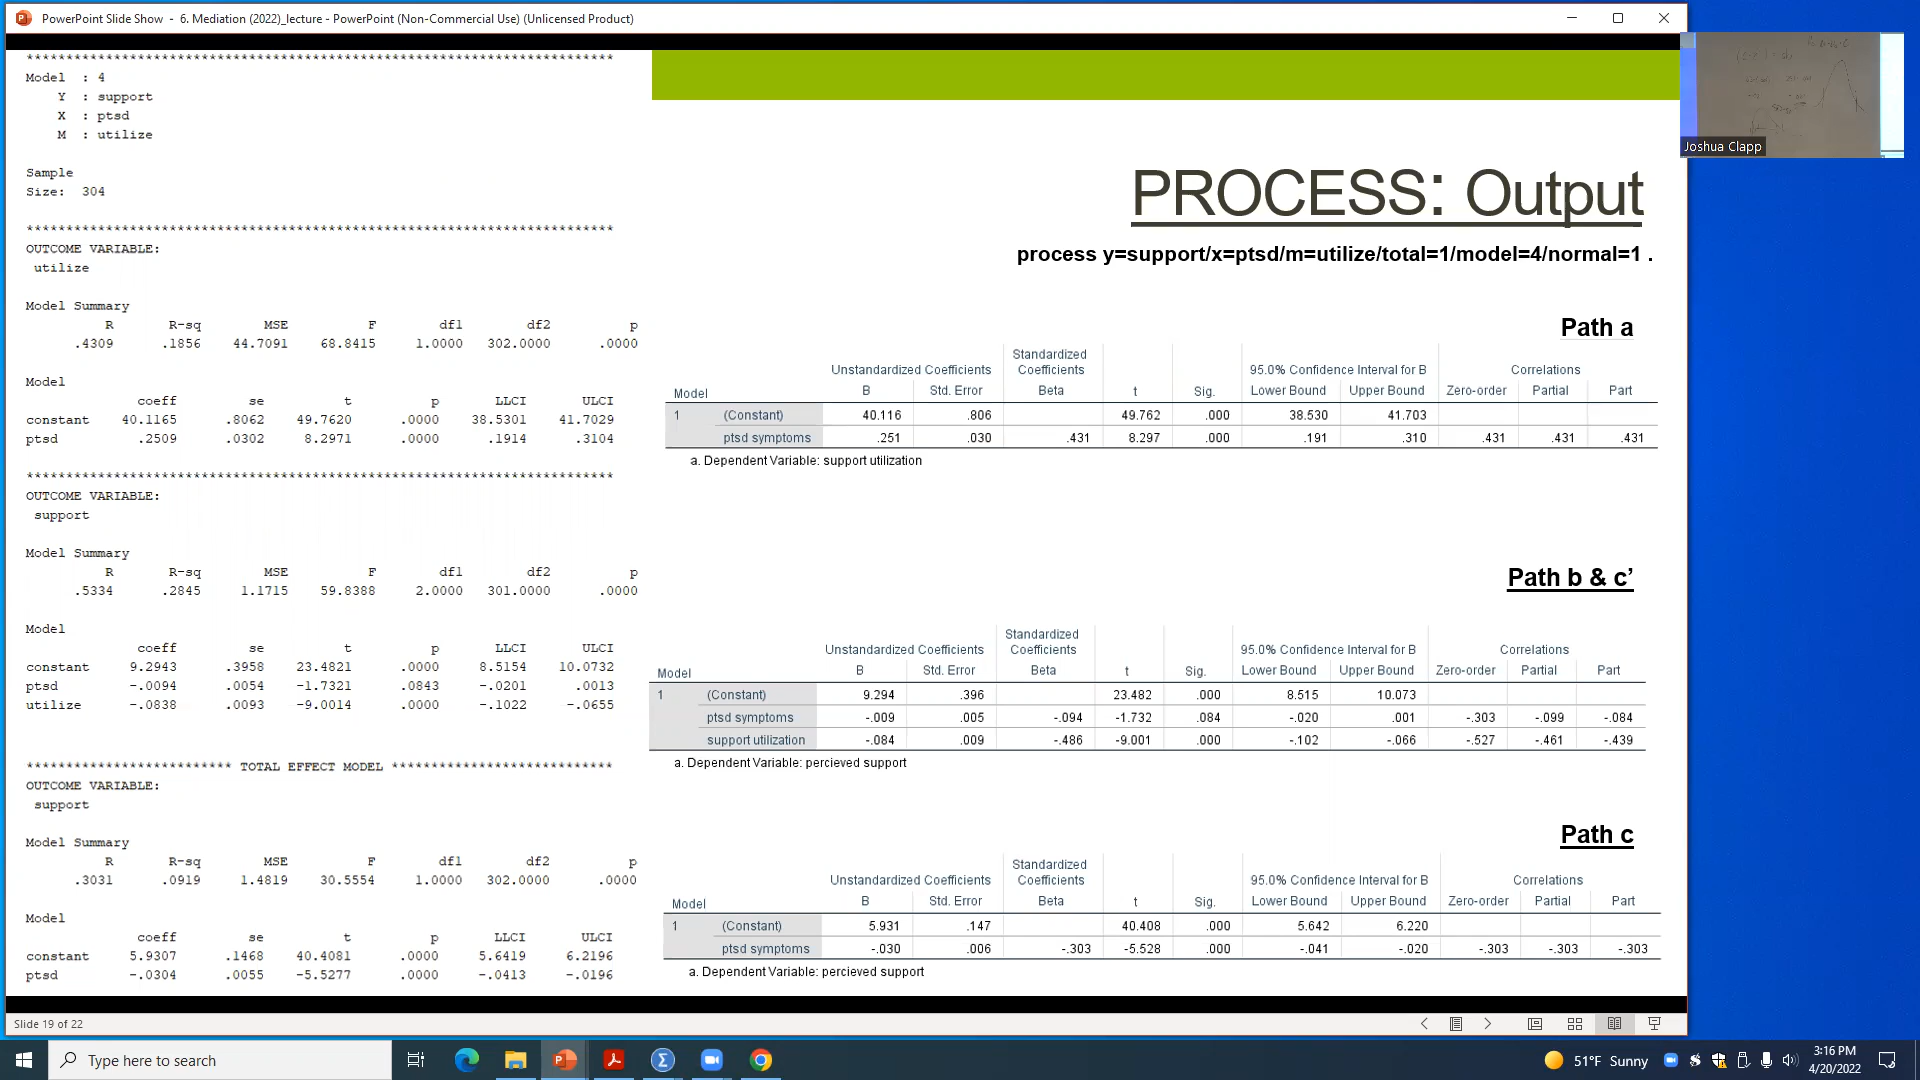 PowerPoint Slide Show - 6. Mediation (2022)_lecture - PowerPoint (Non-Commercial Use) (Unlicensed Product)
**************************************************************************
Model : 4
Y : support
X : ptsd
M : utilize
Sample
Size: 304
**************************************************************************
OUTCOME VARIABLE:
utilize
Model Summary
R R-sq MSE F df1 df2 p
.4309 .1856 44.7091 68.8415 1.0000 302.0000 .0000
Model
coeff se t p LLCI ULCI
constant 40.1165 .8062 49.7620 .0000 38.5301 41.7029
ptsd .2509 .0302 8.2971 .0000 .1914 .3104
**************************************************************************
OUTCOME VARIABLE:
support
Model Summary
R R-sq MSE F df1 df2 p
.5334 .2845 1.1715 59.8388 2.0000 301.0000 .0000
Model
coeff se t p LLCI ULCI
constant 9.2943 .3958 23.4821 .0000 8.5154 10.0732
ptsd -.0094 .0054 -1.7321 .0843 -.0201 .0013
utilize -.0838 .0093 -9.0014 .0000 -.1022 -.0655
************************** TOTAL EFFECT MODEL ****************************
OUTCOME VARIABLE:
support
Model Summary
R R-sq MSE F df1 df2 p
.3031 .0919 1.4819 30.5554 1.0000 302.0000 .0000
Model
coeff se t p LLCI ULCI
constant 5.9307 .1468 40.4081 .0000 5.6419 6.2196
ptsd -.0304 .0055 -5.5277 .0000 -.0413 -.0196
PROCESS: Output
process y=support/x=ptsd/m=utilize/total=1/model=4/normal=1 .
Path a
Unstandardized Coefficients Standardized Coefficients 95.0% Confidence Interval for B Correlations
Model B Std. Error Beta t Sig. Lower Bound Upper Bound Zero-order Partial Part
1 (Constant) 40.116 .806 49.762 .000 38.530 41.703
ptsd symptoms .251 .030 .431 8.297 .000 .191 .310 .431 .431 .431
a. Dependent Variable: support utilization
Path b & c’
Unstandardized Coefficients Standardized Coefficients 95.0% Confidence Interval for B Correlations
Model B Std. Error Beta t Sig. Lower Bound Upper Bound Zero-order Partial Part
1 (Constant) 9.294 .396 23.482 .000 8.515 10.073
ptsd symptoms -.009 .005 -.094 -1.732 .084 -.020 .001 -.303 -.099 -.084
support utilization -.084 .009 -.486 -9.001 .000 -.102 -.066 -.527 -.461 -.439
a. Dependent Variable: percieved support
Path c
Unstandardized Coefficients Standardized Coefficients 95.0% Confidence Interval for B Correlations
Model B Std. Error Beta t Sig. Lower Bound Upper Bound Zero-order Partial Part
1 (Constant) 5.931 .147 40.408 .000 5.642 6.220
ptsd symptoms -.030 .006 -.303 -5.528 .000 -.041 -.020 -.303 -.303 -.303
a. Dependent Variable: percieved support
Joshua Clapp
Slide 19 of 22
Type here to search
51°F Sunny
3:16 PM
4/20/2022